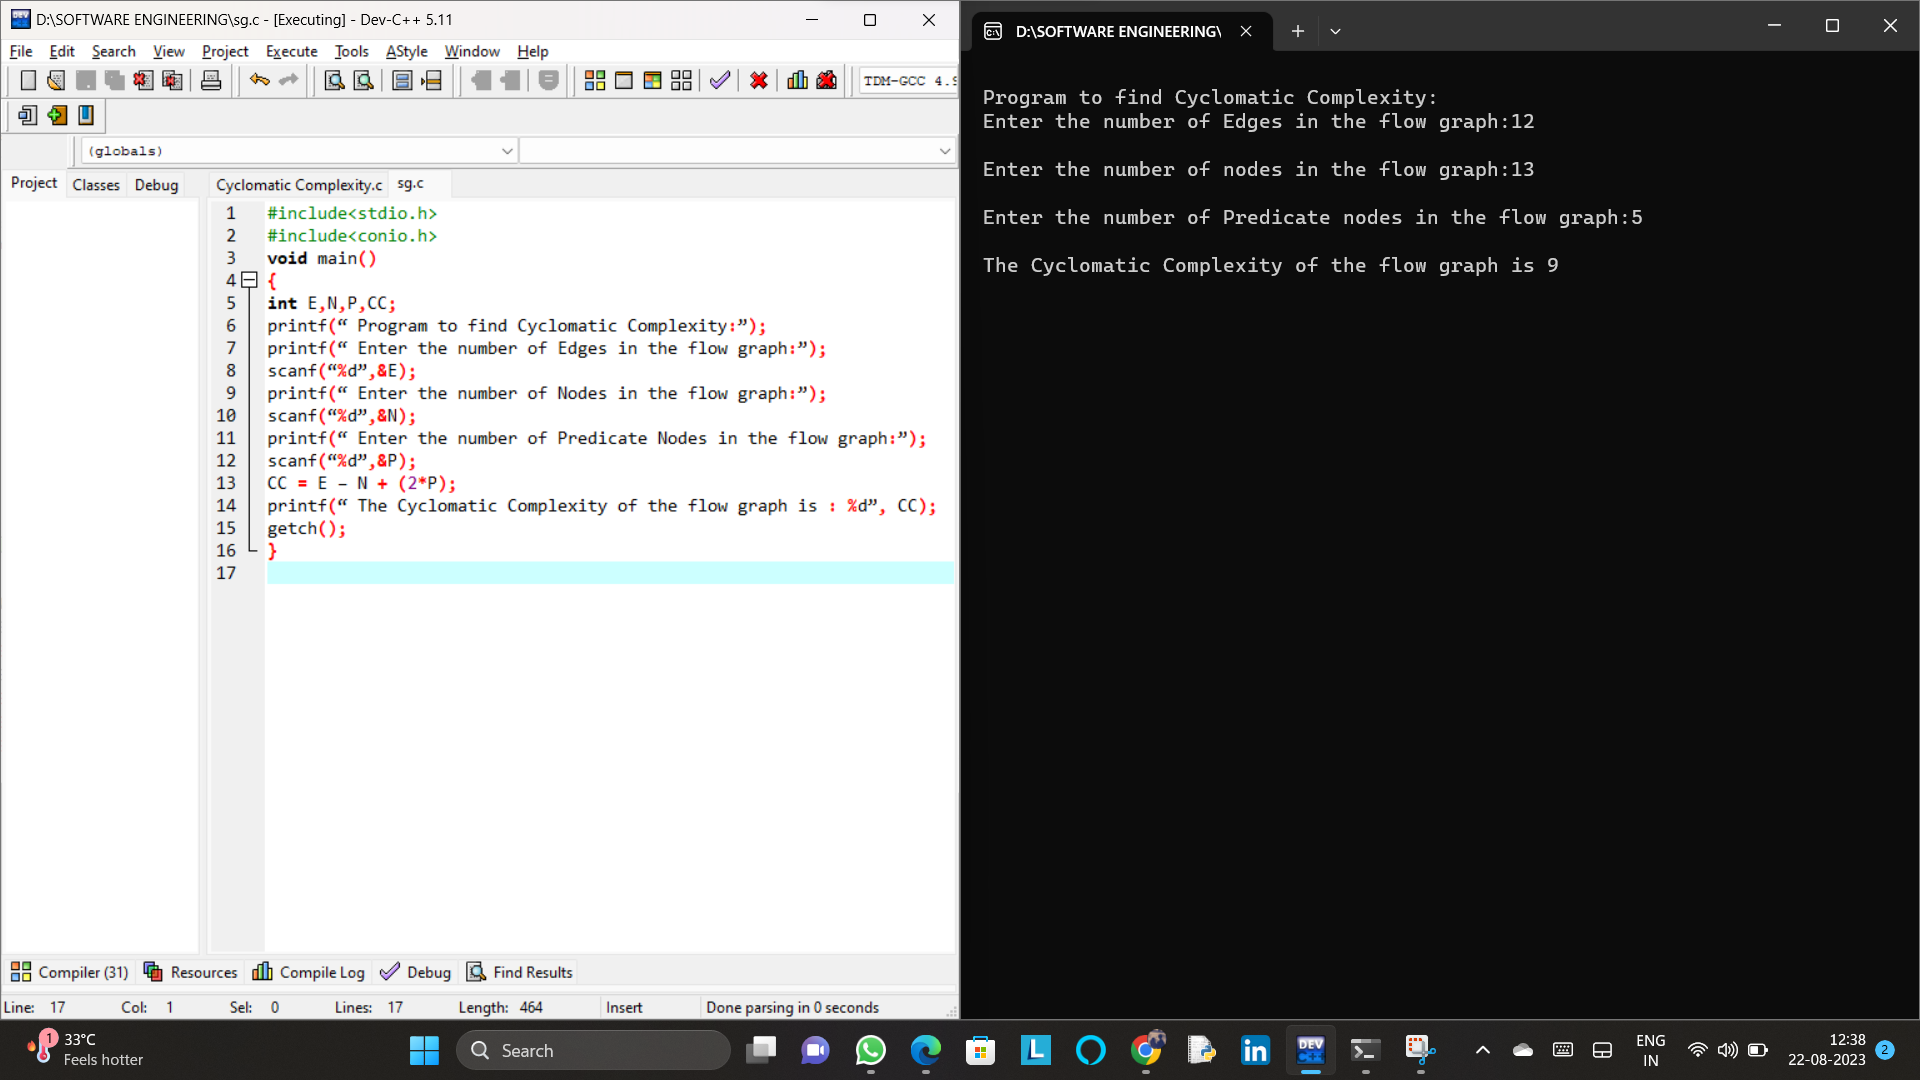 D:\SOFTWARE ENGINEERING\sg.c - [Executing] - Dev-C++ 5.11
File Edit Search View Project Execute Tools AStyle Window Help
TDM-GCC 4.9
(globals)
Project Classes Debug
Cyclomatic Complexity.c sg.c
1 #include<stdio.h>
2 #include<conio.h>
3 void main()
4 {
5 int E,N,P,CC;
6 printf(“ Program to find Cyclomatic Complexity:”);
7 printf(“ Enter the number of Edges in the flow graph:”);
8 scanf(“%d”,&E);
9 printf(“ Enter the number of Nodes in the flow graph:”);
10 scanf(“%d”,&N);
11 printf(“ Enter the number of Predicate Nodes in the flow graph:”);
12 scanf(“%d”,&P);
13 CC = E – N + (2*P);
14 printf(“ The Cyclomatic Complexity of the flow graph is : %d”, CC);
15 getch();
16 }
17
Compiler (31) Resources Compile Log Debug Find Results
Line: 17 Col: 1 Sel: 0 Lines: 17 Length: 464 Insert Done parsing in 0 seconds
D:\SOFTWARE ENGINEERING\
Program to find Cyclomatic Complexity:
Enter the number of Edges in the flow graph:12
Enter the number of nodes in the flow graph:13
Enter the number of Predicate nodes in the flow graph:5
The Cyclomatic Complexity of the flow graph is 9
1
33°C
Feels hotter
Search
L
in
DEV
C++
ENG
IN
12:38
22-08-2023
2